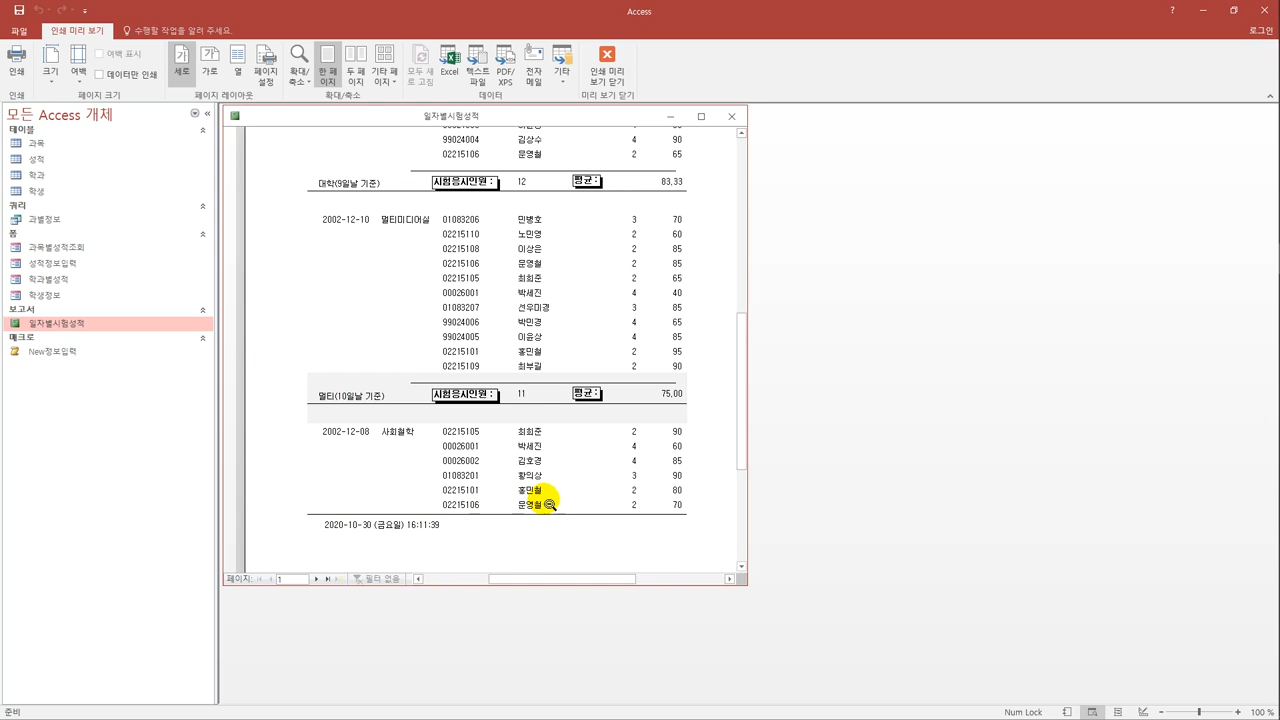 Access
로그인
파일
인쇄 미리 보기
수행할 작업을 알려 주세요.
인쇄
크기
여백
여백 표시
데이터만 인쇄
세로
가로
열
페이지 설정
확대/축소
한 페이지
두 페이지
기타 페이지
모두 새로 고침
Excel
텍스트 파일
PDF/XPS
전자 메일
기타
인쇄 미리 보기 닫기
인쇄
페이지 크기
페이지 레이아웃
확대/축소
데이터
미리 보기 닫기
모든 Access 개체
테이블
과목
성적
학과
학생
쿼리
과별정보
폼
과목별성적조회
성적정보입력
학과별성적
학생정보
보고서
일자별시험성적
매크로
New정보입력
일자별시험성적
99024004 김상수 4 90
02215106 문영철 2 65
대학(9일날 기준) 시험응시인원 : 12 평균 : 83.33
2002-12-10 멀티미디어실 01083206 민병호 3 70
02215110 노민영 2 60
02215108 이상은 2 85
02215106 문영철 2 85
02215105 최희준 2 65
00026001 박세진 4 40
01083207 선우미경 3 85
99024006 박민경 4 65
99024005 이윤상 4 85
02215101 홍민철 2 95
02215109 최부길 2 90
멀티(10일날 기준) 시험응시인원 : 11 평균 : 75.00
2002-12-08 사회철학 02215105 최희준 2 90
00026001 박세진 4 60
00026002 김호경 4 85
01083201 황의상 3 90
02215101 홍민철 2 80
02215106 문영철 2 70
2020-10-30 (금요일) 16:11:39
페이지: 1 필터 없음
준비
Num Lock
100 %